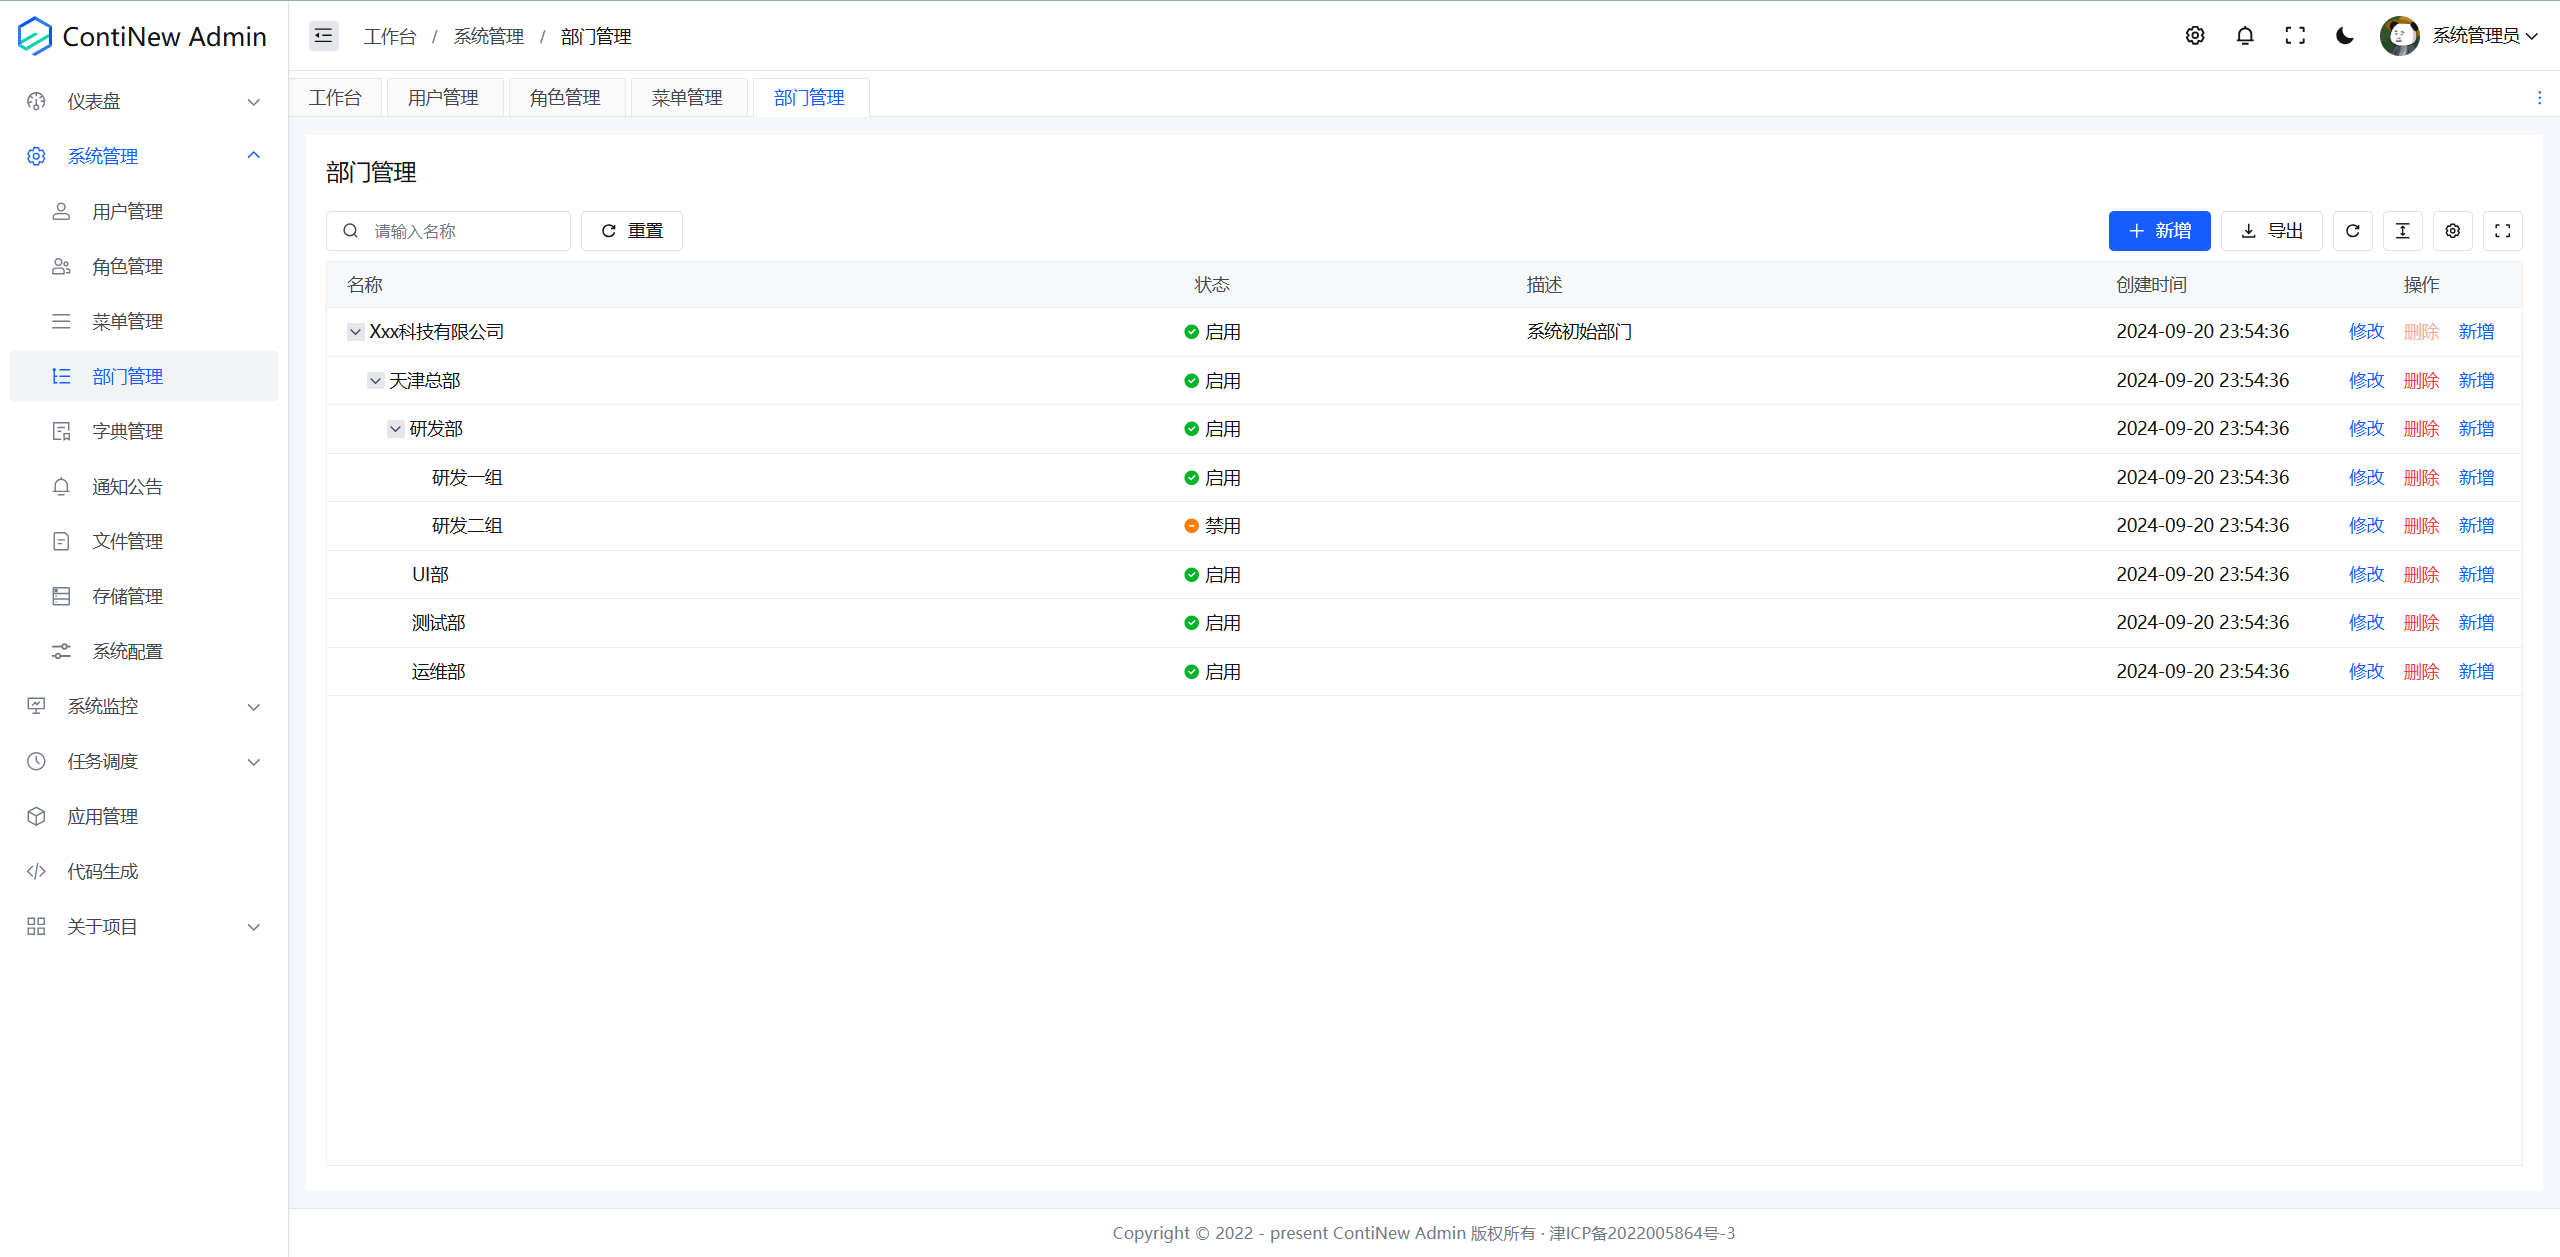 ContiNew Admin
工作台 / 系统管理 / 部门管理
系统管理员
仪表盘
系统管理
用户管理
角色管理
菜单管理
部门管理
字典管理
通知公告
文件管理
存储管理
系统配置
系统监控
任务调度
应用管理
代码生成
关于项目
工作台 用户管理 角色管理 菜单管理 部门管理
部门管理
请输入名称 重置 新增 导出
名称 状态 描述 创建时间 操作
Xxx科技有限公司 启用 系统初始部门 2024-09-20 23:54:36 修改 删除 新增
天津总部 启用 2024-09-20 23:54:36 修改 删除 新增
研发部 启用 2024-09-20 23:54:36 修改 删除 新增
研发一组 启用 2024-09-20 23:54:36 修改 删除 新增
研发二组 禁用 2024-09-20 23:54:36 修改 删除 新增
UI部 启用 2024-09-20 23:54:36 修改 删除 新增
测试部 启用 2024-09-20 23:54:36 修改 删除 新增
运维部 启用 2024-09-20 23:54:36 修改 删除 新增
Copyright © 2022 - present ContiNew Admin 版权所有 · 津ICP备2022005864号-3